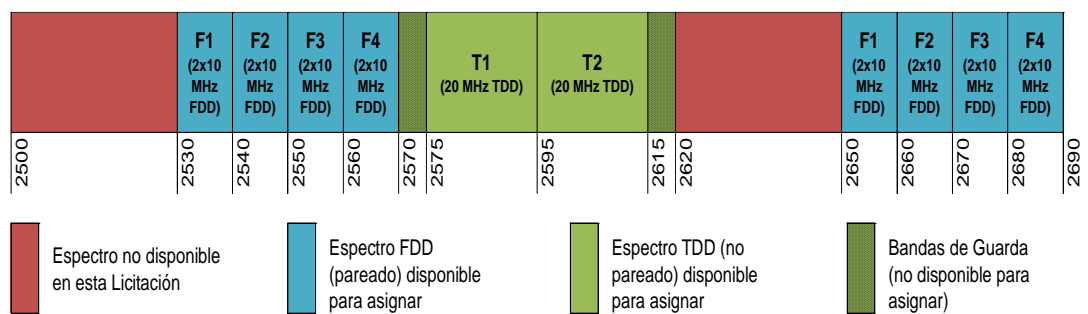 F1
(2x10
MHz
FDD)
F2
(2x10
MHz
FDD)
F3
(2x10
MHz
FDD)
F4
(2x10
MHz
FDD)
T1
(20 MHz TDD)
T2
(20 MHz TDD)
F1
(2x10
MHz
FDD)
F2
(2x10
MHz
FDD)
F3
(2x10
MHz
FDD)
F4
(2x10
MHz
FDD)
2500
2530
2540
2550
2560
2570
2575
2595
2615
2620
2650
2660
2670
2680
2690
Espectro no disponible
en esta Licitación
Espectro FDD
(pareado) disponible
para asignar
Espectro TDD (no
pareado) disponible
para asignar
Bandas de Guarda
(no disponible para
asignar)